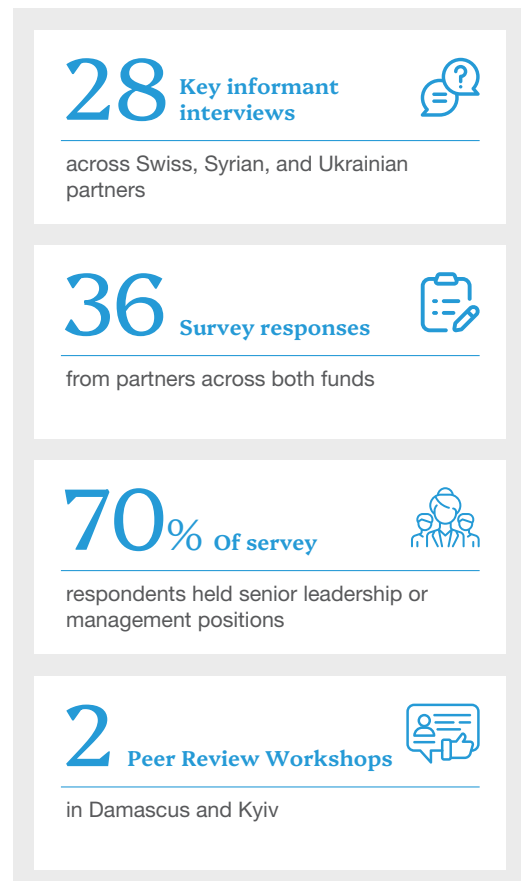 28 Key informant
interviews
across Swiss, Syrian, and Ukrainian
partners
36 Survey responses
from partners across both funds
70% Of servey
respondents held senior leadership or
management positions
2 Peer Review Workshops
in Damascus and Kyiv